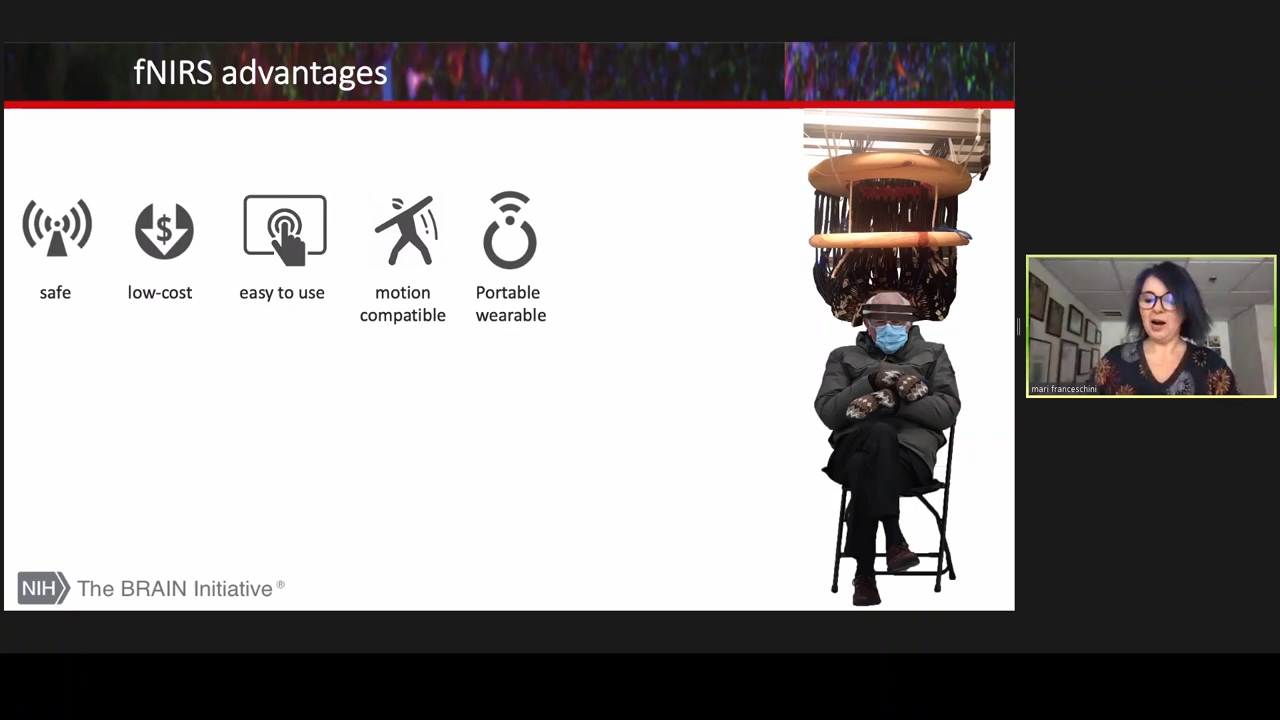 fNIRS advantages
$
safe
low-cost
easy to use
motion
compatible
Portable
wearable
NIH The BRAIN Initiative®
mari franceschini